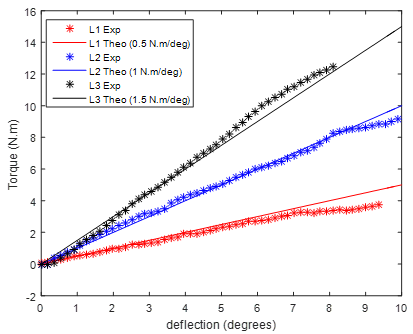 16
14
12
10
8
6
4
2
0
-2
Torque (N.m)
L1 Exp
L1 Theo (0.5 N.m/deg)
L2 Exp
L2 Theo (1 N.m/deg)
L3 Exp
L3 Theo (1.5 N.m/deg)
0 1 2 3 4 5 6 7 8 9 10
deflection (degrees)